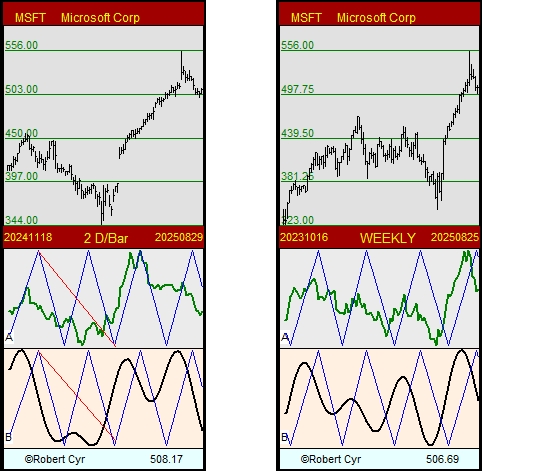 MSFT Microsoft Corp
556.00
503.00
450.00
397.00
344.00
20241118 2 D/Bar 20250829
A
B
©Robert Cyr 508.17
MSFT Microsoft Corp
556.00
497.75
439.50
381.25
323.00
20231016 WEEKLY 20250825
A
B
©Robert Cyr 506.69